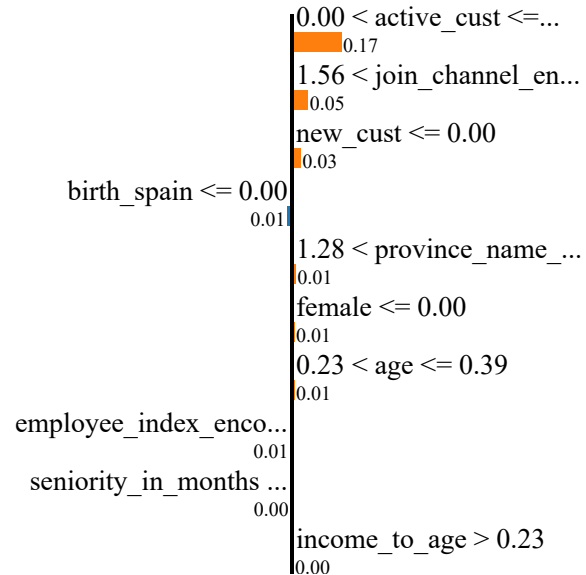 0.00 < active_cust <=...
0.17
1.56 < join_channel_en...
0.05
new_cust <= 0.00
0.03
birth_spain <= 0.00
0.01
1.28 < province_name_...
0.01
female <= 0.00
0.01
0.23 < age <= 0.39
0.01
employee_index_enco...
0.01
seniority_in_months ...
0.00
income_to_age > 0.23
0.00